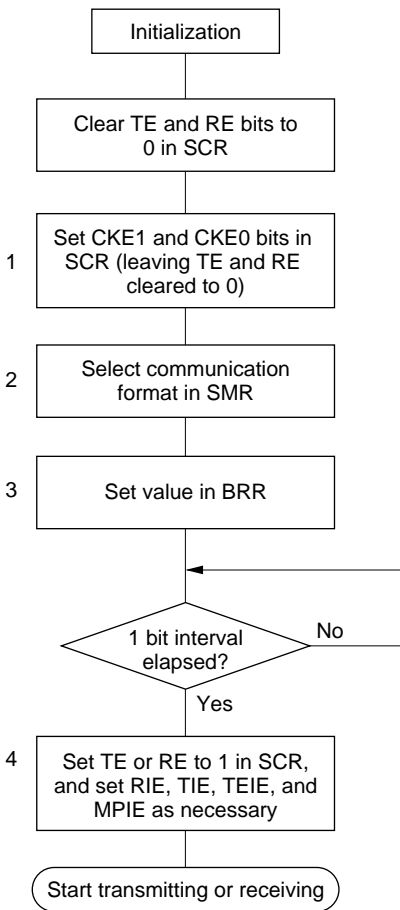 Initialization
Clear TE and RE bits to
0 in SCR
1
Set CKE1 and CKE0 bits in
SCR (leaving TE and RE
cleared to 0)
2
Select communication
format in SMR
3
Set value in BRR
1 bit interval
elapsed?
No
Yes
4
Set TE or RE to 1 in SCR,
and set RIE, TIE, TEIE, and
MPIE as necessary
Start transmitting or receiving